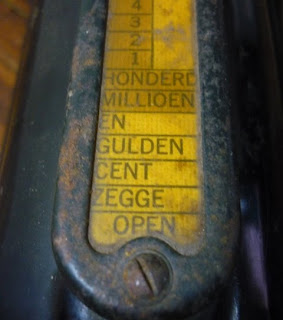 4
3
2
1
HONDERD
MILLIOEN
EN
GULDEN
CENT
ZEGGE
OPEN